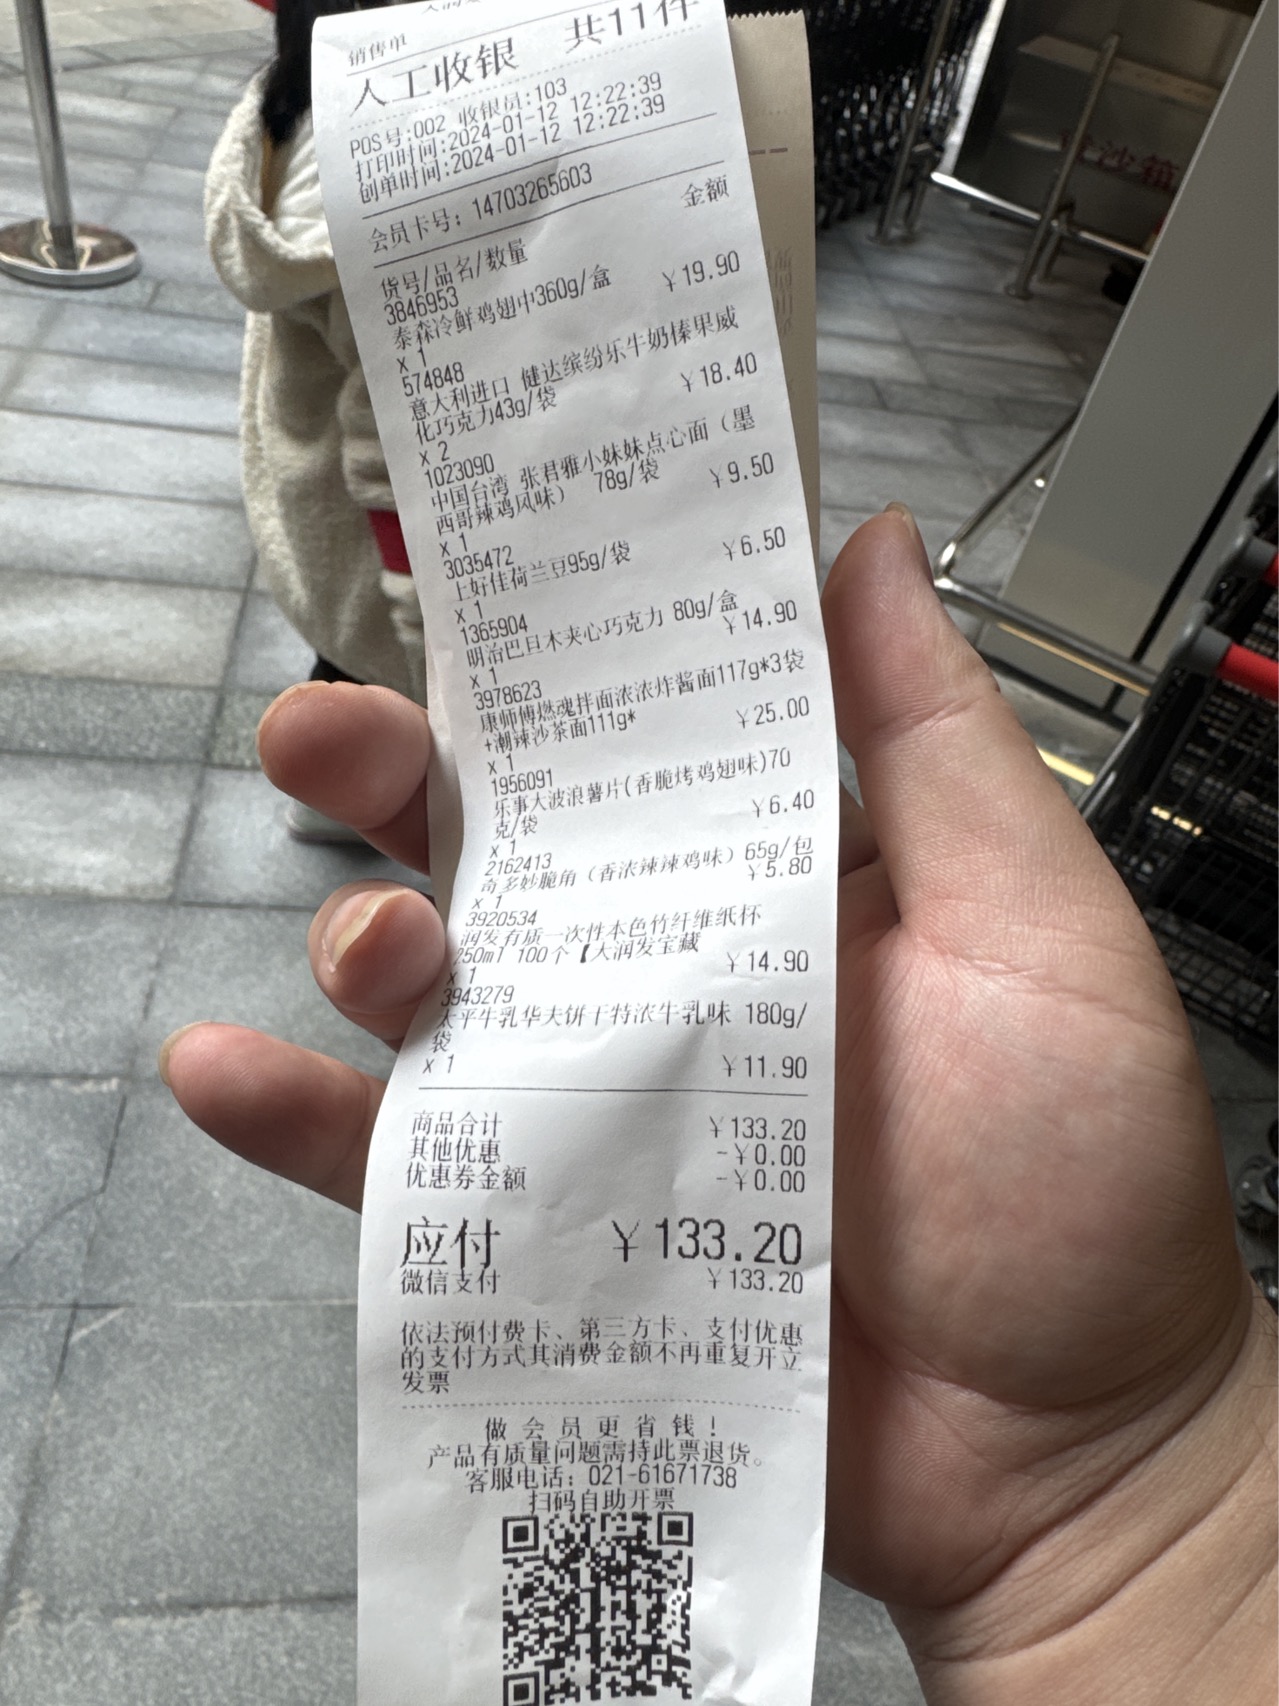 销售单
人工收银 共11件
POS号:002 收银员:103
打印时间:2024-01-12 12:22:39
创单时间:2024-01-12 12:22:39
会员卡号: 14703265603
货号/品名/数量 金额
3846953
泰森冷鲜鸡翅中360g/盒 ￥19.90
x 1
574848
意大利进口 健达缤纷乐牛奶榛果威
化巧克力43g/袋 ￥18.40
x 2
1023090
中国台湾 张君雅小妹妹点心面（墨
西哥辣鸡风味） 78g/袋 ￥9.50
x 1
3035472
上好佳荷兰豆95g/袋 ￥6.50
x 1
1365904
明治巴旦木夹心巧克力 80g/盒
x 1 ￥14.90
3978623
康师傅燃魂拌面浓浓炸酱面117g*3袋
+潮辣沙茶面111g* ￥25.00
x 1
1956091
乐事大波浪薯片(香脆烤鸡翅味)70
克/袋 ￥6.40
x 1
2162413
奇多妙脆角（香浓辣辣鸡味）65g/包
x 1 ￥5.80
3920534
润发有质一次性本色竹纤维纸杯
250ml 100个【大润发宝藏
x 1 ￥14.90
3943279
太平牛乳华夫饼干特浓牛乳味 180g/
袋
x 1 ￥11.90
商品合计 ￥133.20
其他优惠 -￥0.00
优惠券金额 -￥0.00
应付 ￥133.20
微信支付 ￥133.20
依法预付费卡、第三方卡、支付优惠
的支付方式其消费金额不再重复开立
发票
做会员更省钱!
产品有质量问题需持此票退货。
客服电话: 021-61671738
扫码自助开票
沙箱